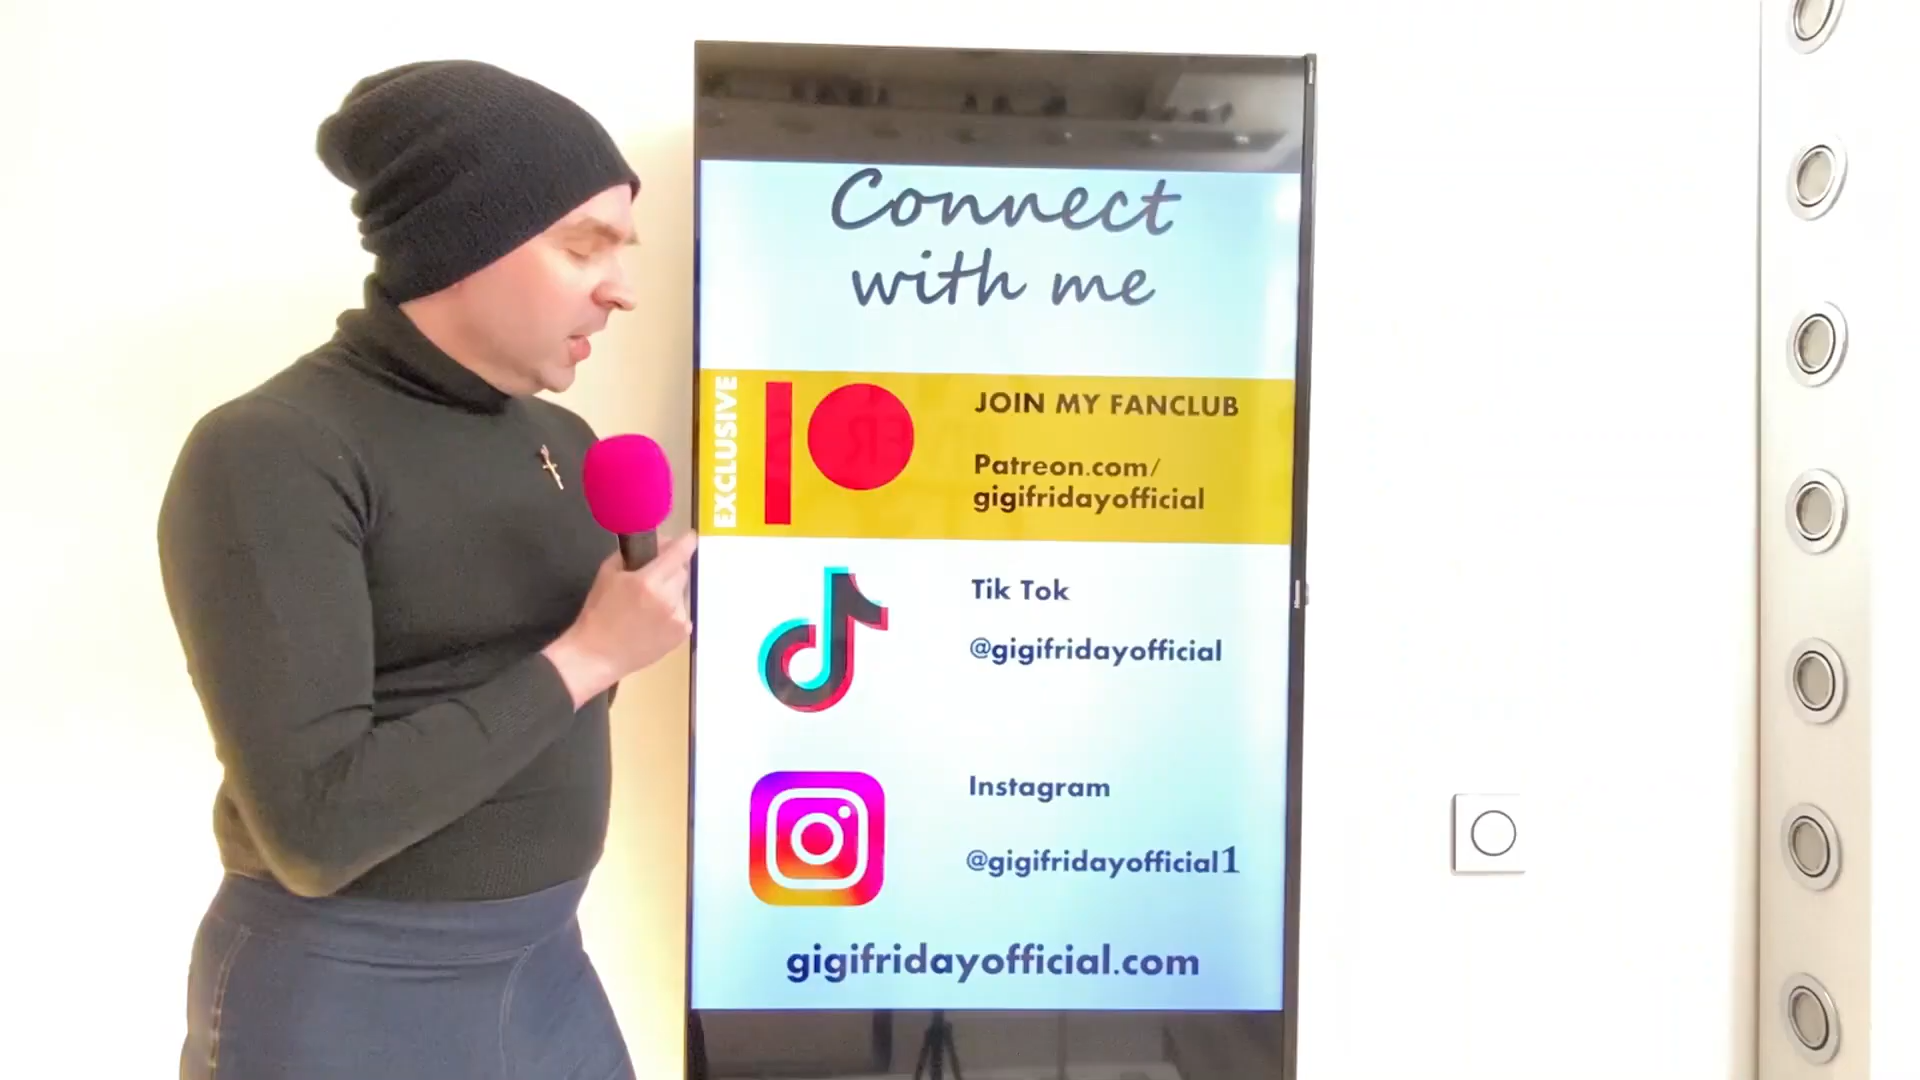 Connect
with me
EXCLUSIVE
JOIN MY FANCLUB
Patreon.com/
gigifridayofficial
Tik Tok
@gigifridayofficial
Instagram
@gigifridayofficial1
gigifridayofficial.com